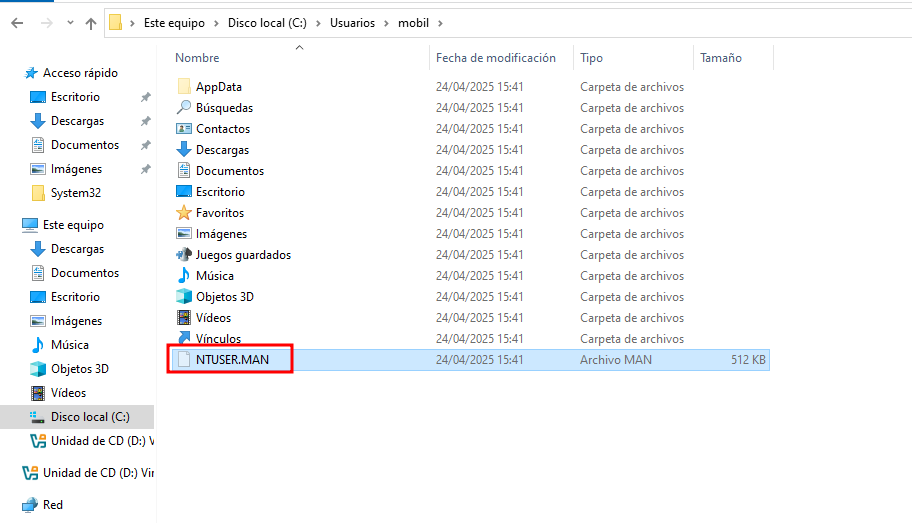 Este equipo > Disco local (C:) > Usuarios > mobil >
Nombre Fecha de modificación Tipo Tamaño
AppData 24/04/2025 15:41 Carpeta de archivos
Búsquedas 24/04/2025 15:41 Carpeta de archivos
Contactos 24/04/2025 15:41 Carpeta de archivos
Descargas 24/04/2025 15:41 Carpeta de archivos
Documentos 24/04/2025 15:41 Carpeta de archivos
Escritorio 24/04/2025 15:41 Carpeta de archivos
Favoritos 24/04/2025 15:41 Carpeta de archivos
Imágenes 24/04/2025 15:41 Carpeta de archivos
Juegos guardados 24/04/2025 15:41 Carpeta de archivos
Música 24/04/2025 15:41 Carpeta de archivos
Objetos 3D 24/04/2025 15:41 Carpeta de archivos
Vídeos 24/04/2025 15:41 Carpeta de archivos
Vínculos 24/04/2025 15:41 Carpeta de archivos
NTUSER.MAN 24/04/2025 15:41 Archivo MAN 512 KB
Acceso rápido
Escritorio
Descargas
Documentos
Imágenes
System32
Este equipo
Descargas
Documentos
Escritorio
Imágenes
Música
Objetos 3D
Vídeos
Disco local (C:)
Unidad de CD (D:) V
Unidad de CD (D:) Vir
Red